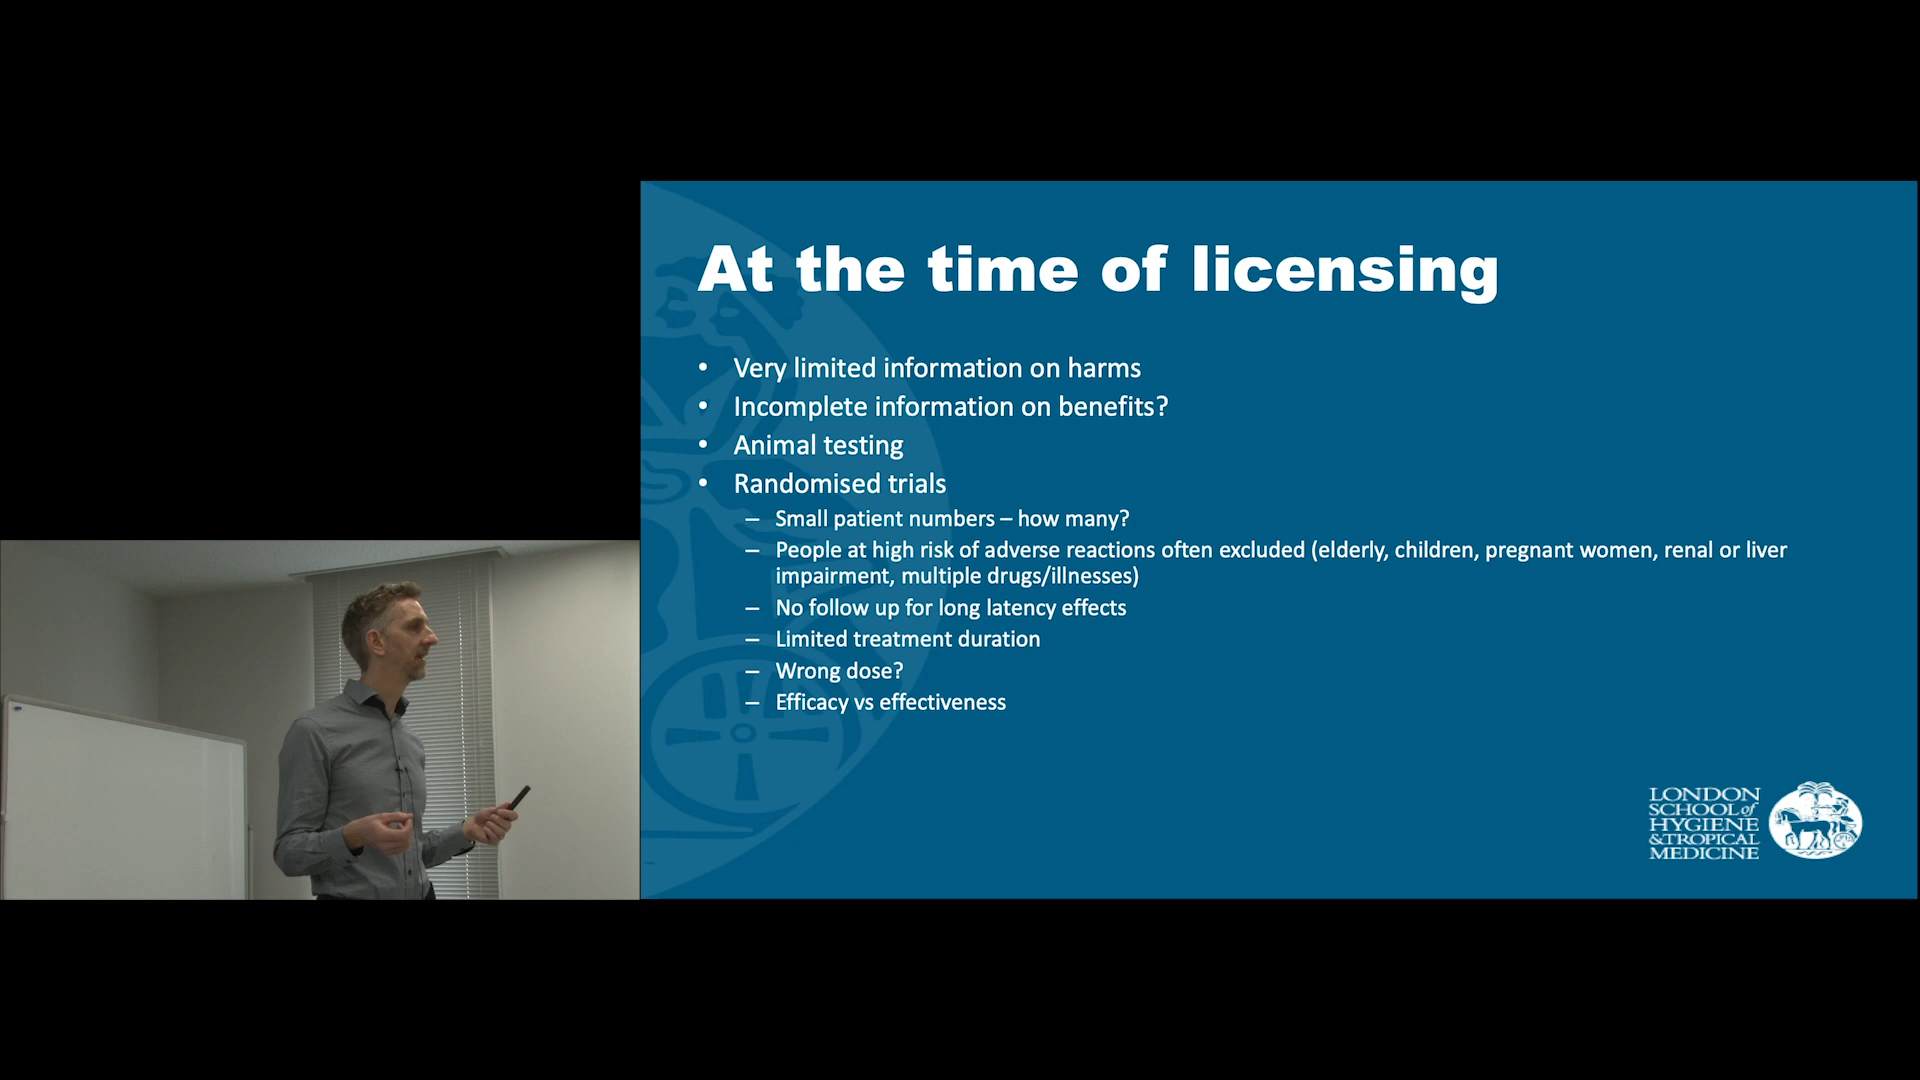 At the time of licensing
• Very limited information on harms
• Incomplete information on benefits?
• Animal testing
• Randomised trials
– Small patient numbers – how many?
– People at high risk of adverse reactions often excluded (elderly, children, pregnant women, renal or liver
impairment, multiple drugs/illnesses)
– No follow up for long latency effects
– Limited treatment duration
– Wrong dose?
– Efficacy vs effectiveness
LONDON
SCHOOL of
HYGIENE
& TROPICAL
MEDICINE